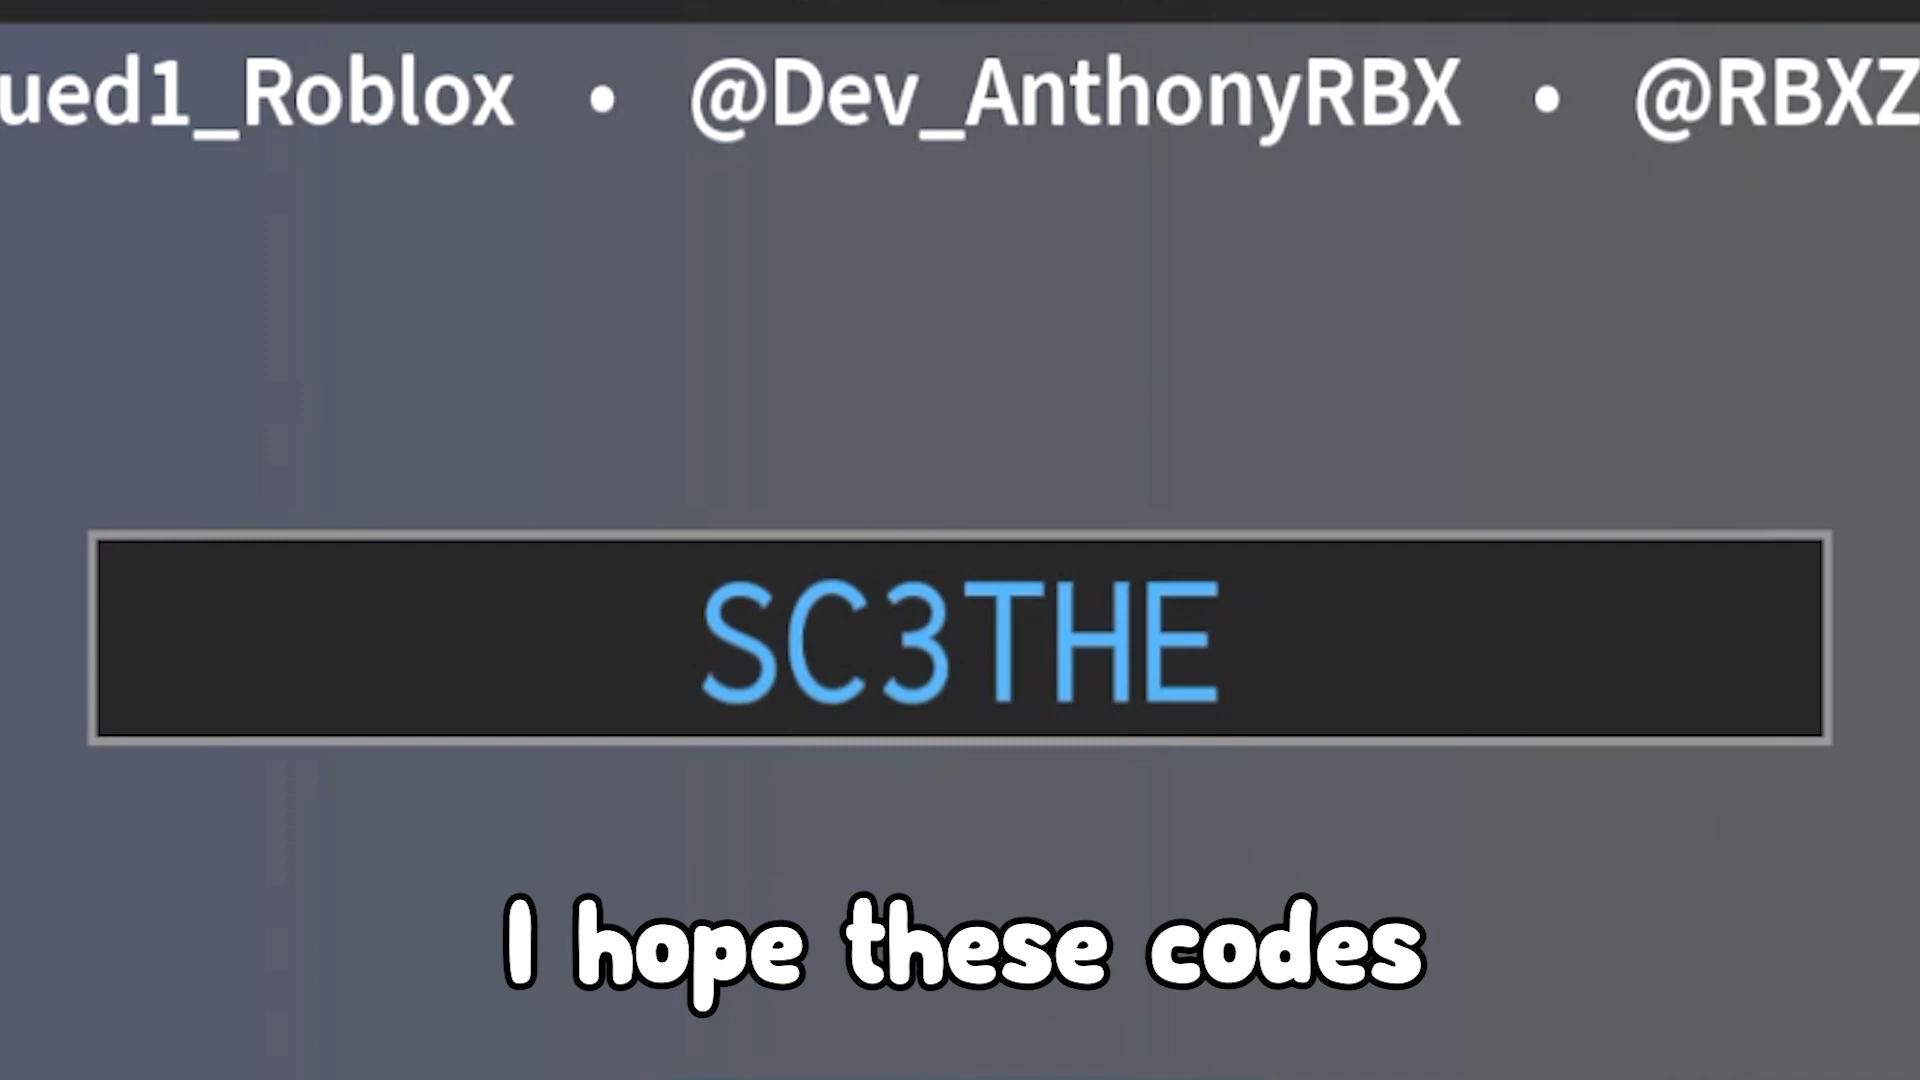 ued1_Roblox • @Dev_AnthonyRBX • @RBXZ
SC3THE
I hope these codes